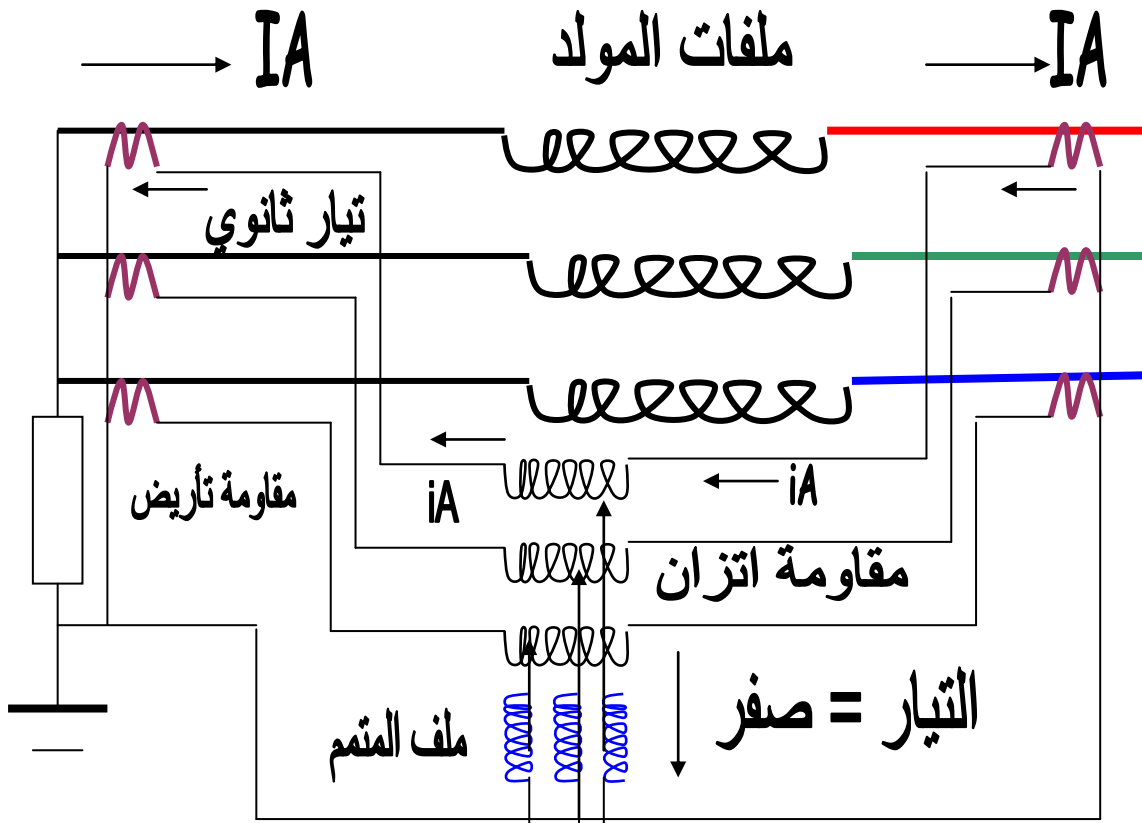 IA
ملفات المولد
IA
تيار ثانوي
مقاومة تأريض
iA
iA
مقاومة اتزان
ملف المتمم
التيار = صفر